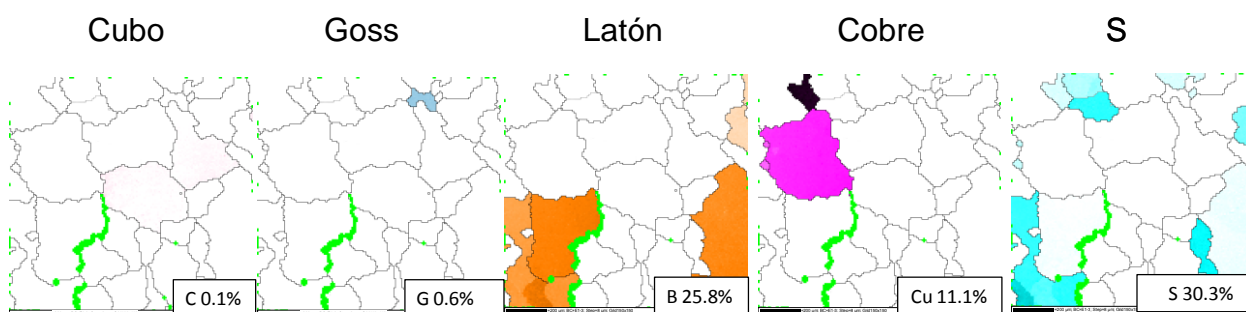 Cubo
Goss
Latón
Cobre
S
C 0.1%
G 0.6%
B 25.8%
Cu 11.1%
S 30.3%